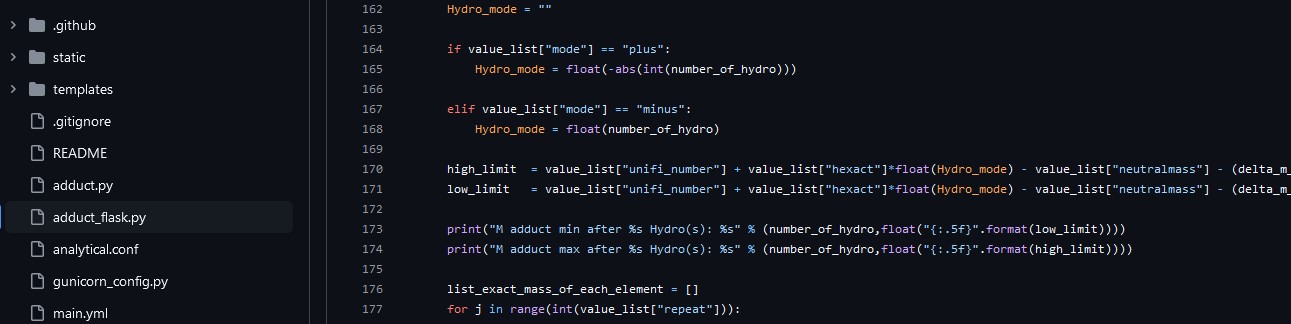 .github
static
templates
.gitignore
README
adduct.py
adduct_flask.py
analytical.conf
gunicorn_config.py
main.yml
162 Hydro_mode = ""
163
164 if value_list["mode"] == "plus":
165 Hydro_mode = float(-abs(int(number_of_hydro)))
166
167 elif value_list["mode"] == "minus":
168 Hydro_mode = float(number_of_hydro)
169
170 high_limit = value_list["unifi_number"] + value_list["hexact"]*float(Hydro_mode) - value_list["neutralmass"] - (delta_m_
171 low_limit = value_list["unifi_number"] + value_list["hexact"]*float(Hydro_mode) - value_list["neutralmass"] - (delta_m_
172
173 print("M adduct min after %s Hydro(s): %s" % (number_of_hydro,float("{:.5f}".format(low_limit))))
174 print("M adduct max after %s Hydro(s): %s" % (number_of_hydro,float("{:.5f}".format(high_limit))))
175
176 list_exact_mass_of_each_element = []
177 for j in range(int(value_list["repeat"])):